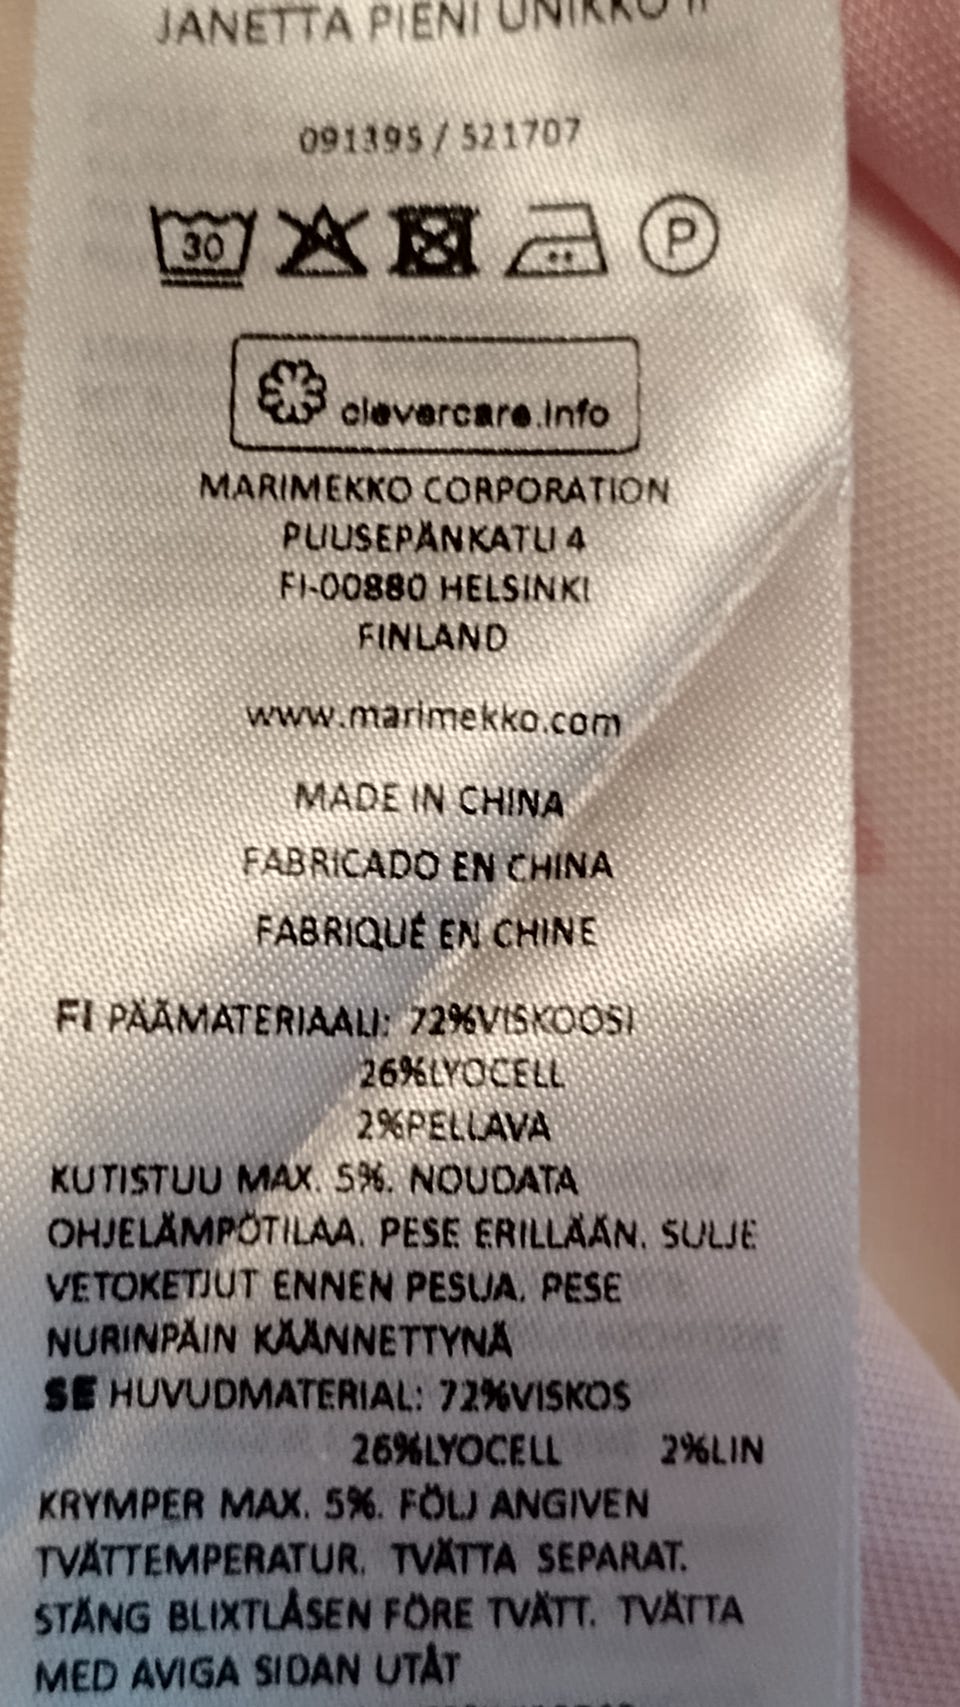 JANETTA PIENI UNIKKO II
091395 / 521707
30 P
clevercare.info
MARIMEKKO CORPORATION
PUUSEPÄNKATU 4
FI-00880 HELSINKI
FINLAND
www.marimekko.com
MADE IN CHINA
FABRICADO EN CHINA
FABRIQUÉ EN CHINE
FI PÄÄMATERIAALI: 72%VISKOOSI
26%LYOCELL
2%PELLAVA
KUTISTUU MAX. 5%. NOUDATA
OHJELÄMPÖTILAA. PESE ERILLÄÄN. SULJE
VETOKETJUT ENNEN PESUA. PESE
NURINPÄIN KÄÄNNETTYNÄ
SE HUVUDMATERIAL: 72%VISKOS
26%LYOCELL 2%LIN
KRYMPER MAX. 5%. FÖLJ ANGIVEN
TVÄTTEMPERATUR. TVÄTTA SEPARAT.
STÄNG BLIXTLÅSEN FÖRE TVÄTT. TVÄTTA
MED AVIGA SIDAN UTÅT